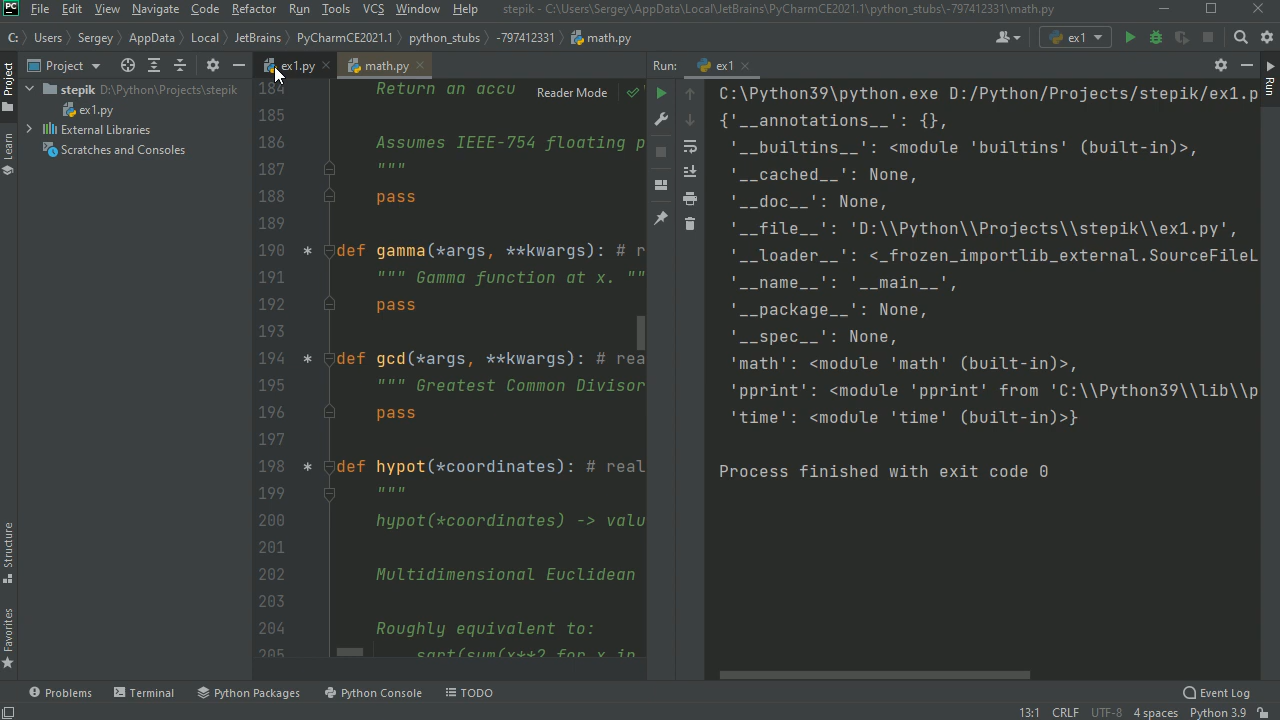 PC File Edit View Navigate Code Refactor Run Tools VCS Window Help stepik - C:\Users\Sergey\AppData\Local\JetBrains\PyCharmCE2021.1\python_stubs\-797412331\math.py
C: Users Sergey AppData Local JetBrains PyCharmCE2021.1 python_stubs -797412331 math.py ex1
Project
Learn
Structure
Favorites
Project
stepik D:\Python\Projects\stepik
ex1.py
External Libraries
Scratches and Consoles
ex1.py math.py
Reader Mode
184 Return an accu
185
186 Assumes IEEE-754 floating p
187 """
188 pass
189
190 * def gamma(*args, **kwargs): # r
191 """ Gamma function at x. ""
192 pass
193
194 * def gcd(*args, **kwargs): # rea
195 """ Greatest Common Divisor
196 pass
197
198 * def hypot(*coordinates): # real
199 """
200 hypot(*coordinates) -> valu
201
202 Multidimensional Euclidean
203
204 Roughly equivalent to:
205 sqrt(sum(x**2 for x in
Run: ex1
C:\Python39\python.exe D:/Python/Projects/stepik/ex1.p
{'__annotations__': {},
'__builtins__': <module 'builtins' (built-in)>,
'__cached__': None,
'__doc__': None,
'__file__': 'D:\\Python\\Projects\\stepik\\ex1.py',
'__loader__': <_frozen_importlib_external.SourceFileL
'__name__': '__main__',
'__package__': None,
'__spec__': None,
'math': <module 'math' (built-in)>,
'pprint': <module 'pprint' from 'C:\\Python39\\lib\\p
'time': <module 'time' (built-in)>}
Process finished with exit code 0
Run
Problems Terminal Python Packages Python Console TODO Event Log
13:1 CRLF UTF-8 4 spaces Python 3.9